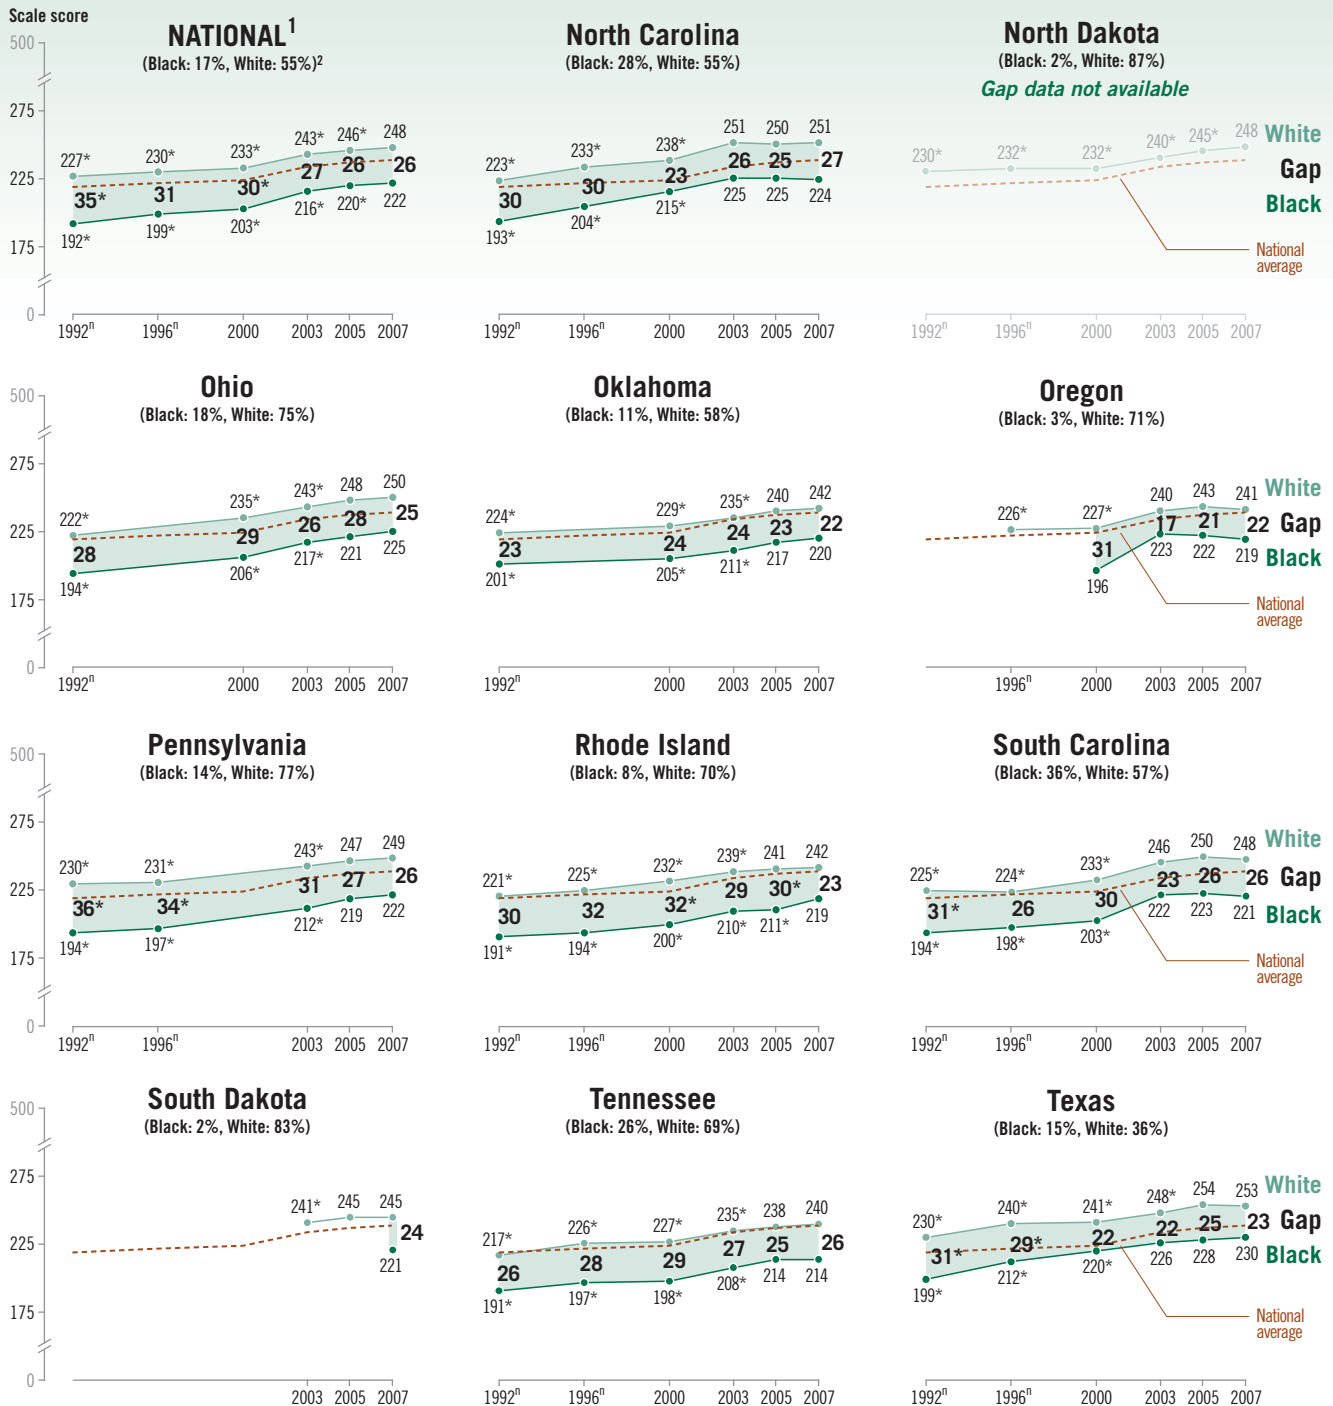 Scale score
NATIONAL1
(Black: 17%, White: 55%)2
500
275
225
175
0
227* 230* 233* 243* 246* 248
35* 31 30* 27 26 26
192* 199* 203* 216* 220* 222
1992n 1996n 2000 2003 2005 2007
North Carolina
(Black: 28%, White: 55%)
223* 233* 238* 251 250 251
30 30 23 26 25 27
193* 204* 215* 225 225 224
1992n 1996n 2000 2003 2005 2007
North Dakota
(Black: 2%, White: 87%)
Gap data not available
230* 232* 232* 240* 245* 248
White
Gap
Black
National
average
1992n 1996n 2000 2003 2005 2007
Ohio
(Black: 18%, White: 75%)
500
275
225
175
0
222* 235* 243* 248 250
28 29 26 28 25
194* 206* 217* 221 225
1992n 2000 2003 2005 2007
Oklahoma
(Black: 11%, White: 58%)
224* 229* 235* 240 242
23 24 24 23 22
201* 205* 211* 217 220
1992n 2000 2003 2005 2007
Oregon
(Black: 3%, White: 71%)
226* 227* 240 243 241
31 17 21 22
196 223 222 219
White
Gap
Black
National
average
1996n 2000 2003 2005 2007
Pennsylvania
(Black: 14%, White: 77%)
500
275
225
175
0
230* 231* 243* 247 249
36* 34* 31 27 26
194* 197* 212* 219 222
1992n 1996n 2003 2005 2007
Rhode Island
(Black: 8%, White: 70%)
221* 225* 232* 239* 241 242
30 32 32* 29 30* 23
191* 194* 200* 210* 211* 219
1992n 1996n 2000 2003 2005 2007
South Carolina
(Black: 36%, White: 57%)
225* 224* 233* 246 250 248
31* 26 30 23 26 26
194* 198* 203* 222 223 221
White
Gap
Black
National
average
1992n 1996n 2000 2003 2005 2007
South Dakota
(Black: 2%, White: 83%)
500
275
225
175
0
241* 245 245
24
221
2003 2005 2007
Tennessee
(Black: 26%, White: 69%)
217* 226* 227* 235* 238 240
26 28 29 27 25 26
191* 197* 198* 208* 214 214
1992n 1996n 2000 2003 2005 2007
Texas
(Black: 15%, White: 36%)
230* 240* 241* 248* 254 253
31* 29* 22 22 25 23
199* 212* 220* 226 228 230
White
Gap
Black
National
average
1992n 1996n 2000 2003 2005 2007